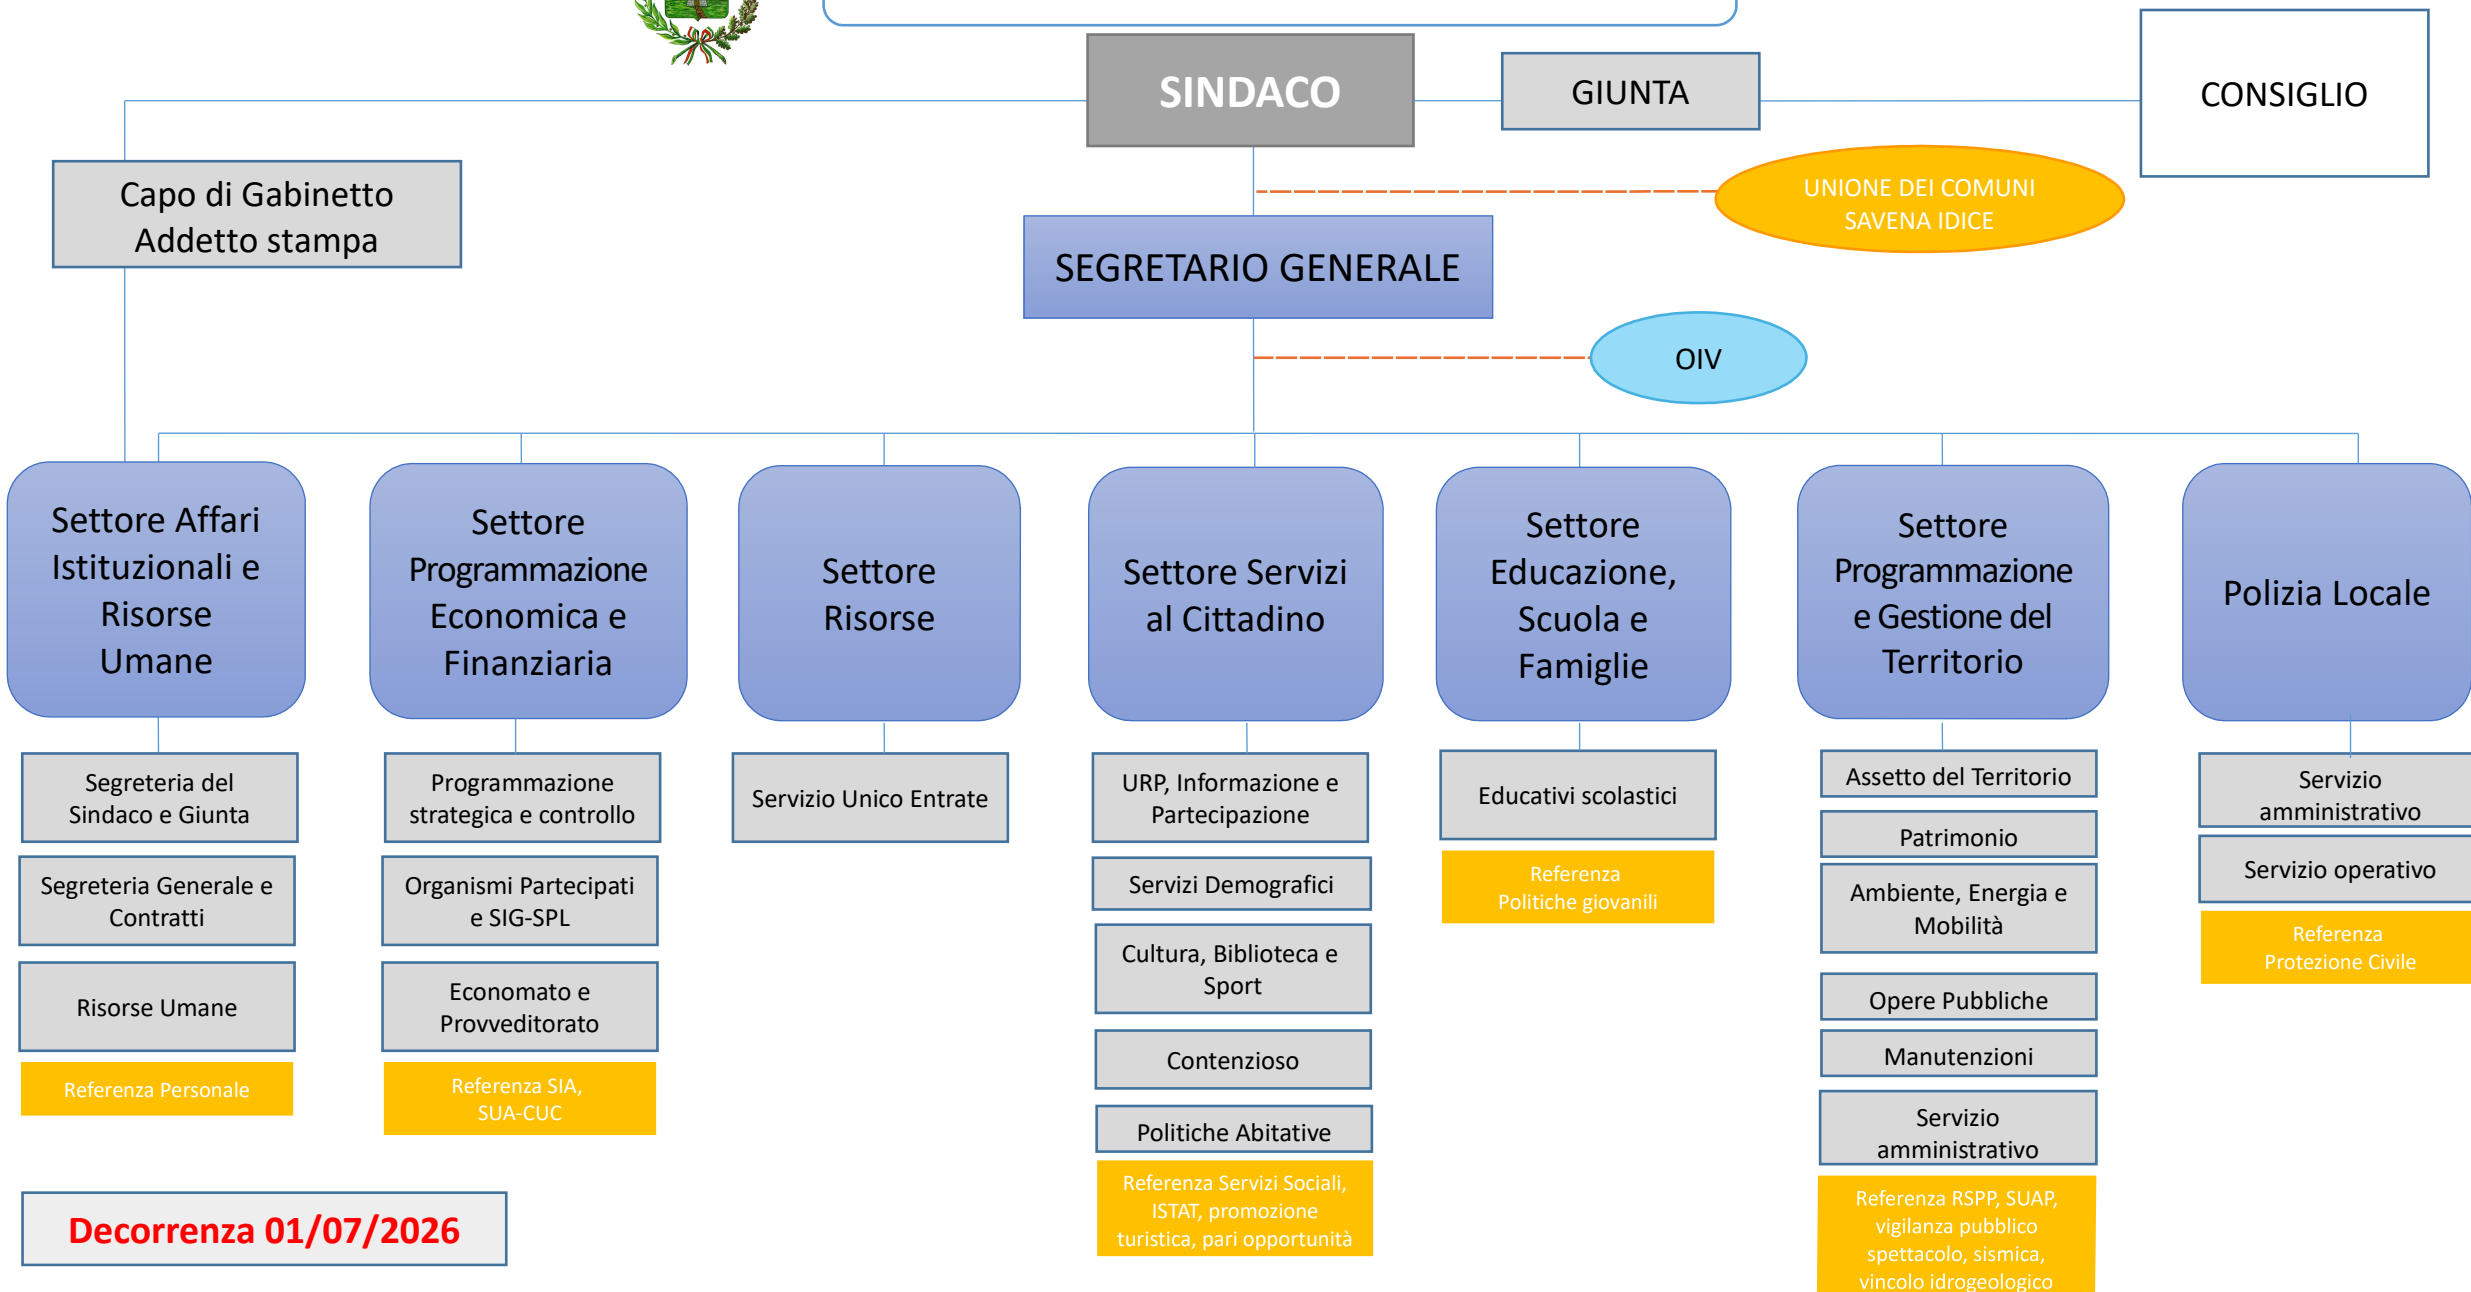 SINDACO
GIUNTA
CONSIGLIO
Capo di Gabinetto
Addetto stampa
UNIONE DEI COMUNI
SAVENA IDICE
SEGRETARIO GENERALE
OIV
Settore Affari
Istituzionali e
Risorse
Umane
Settore
Programmazione
Economica e
Finanziaria
Settore
Risorse
Settore Servizi
al Cittadino
Settore
Educazione,
Scuola e
Famiglie
Settore
Programmazione
e Gestione del
Territorio
Polizia Locale
Segreteria del
Sindaco e Giunta
Segreteria Generale e
Contratti
Risorse Umane
Referenza Personale
Programmazione
strategica e controllo
Organismi Partecipati
e SIG-SPL
Economato e
Provveditorato
Referenza SIA,
SUA-CUC
Servizio Unico Entrate
URP, Informazione e
Partecipazione
Servizi Demografici
Cultura, Biblioteca e
Sport
Contenzioso
Politiche Abitative
Referenza Servizi Sociali,
ISTAT, promozione
turistica, pari opportunità
Educativi scolastici
Referenza
Politiche giovanili
Assetto del Territorio
Patrimonio
Ambiente, Energia e
Mobilità
Opere Pubbliche
Manutenzioni
Servizio
amministrativo
Referenza RSPP, SUAP,
vigilanza pubblico
spettacolo, sismica,
vincolo idrogeologico
Servizio
amministrativo
Servizio operativo
Referenza
Protezione Civile
Decorrenza 01/07/2026